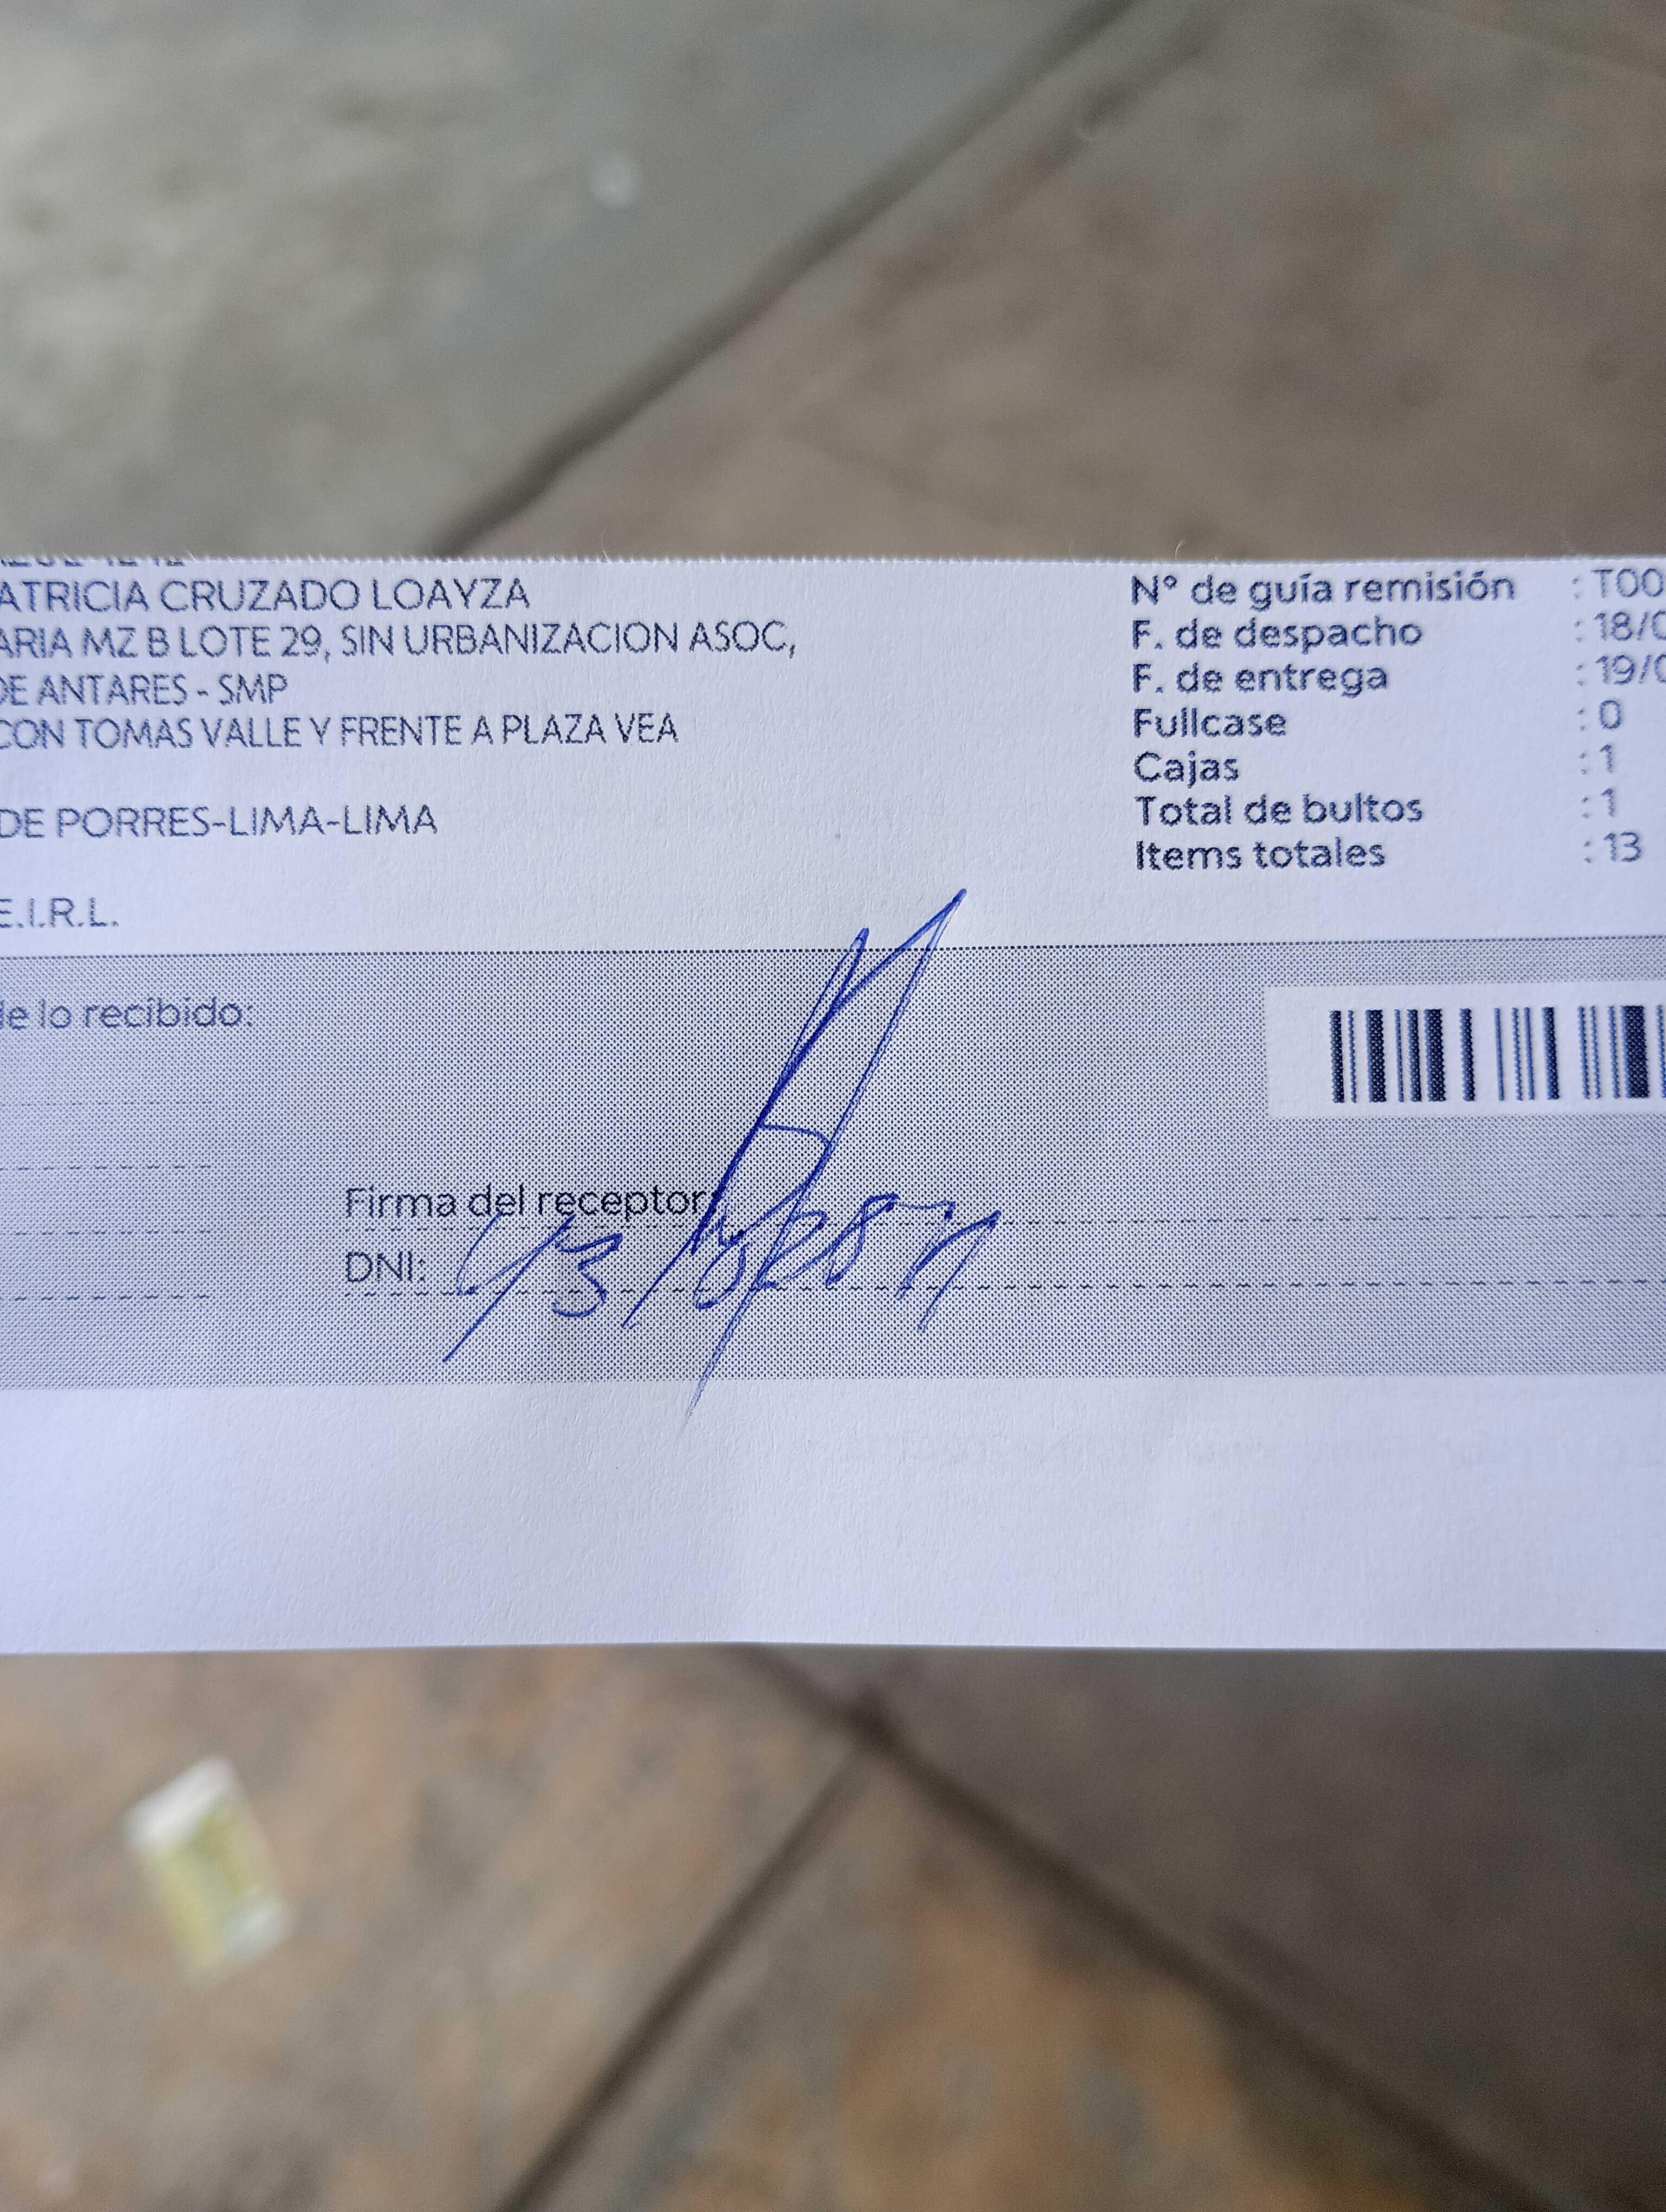 ATRICIA CRUZADO LOAYZA
ARIA MZ B LOTE 29, SIN URBANIZACION ASOC,
DE ANTARES - SMP
CON TOMAS VALLE Y FRENTE A PLAZA VEA
DE PORRES-LIMA-LIMA
E.I.R.L.
N° de guía remisión : T00
F. de despacho : 18/0
F. de entrega : 19/0
Fullcase : 0
Cajas : 1
Total de bultos : 1
Items totales : 13
de lo recibido:
Firma del receptor:
DNI: